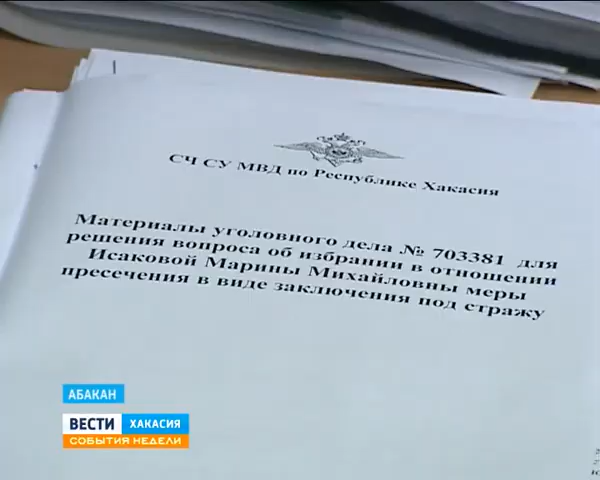 СЧ СУ МВД по Республике Хакасия
Материалы уголовного дела № 703381 для
решения вопроса об избрании в отношении
Исаковой Марины Михайловны меры
пресечения в виде заключения под стражу
АБАКАН
ВЕСТИ ХАКАСИЯ
СОБЫТИЯ НЕДЕЛИ